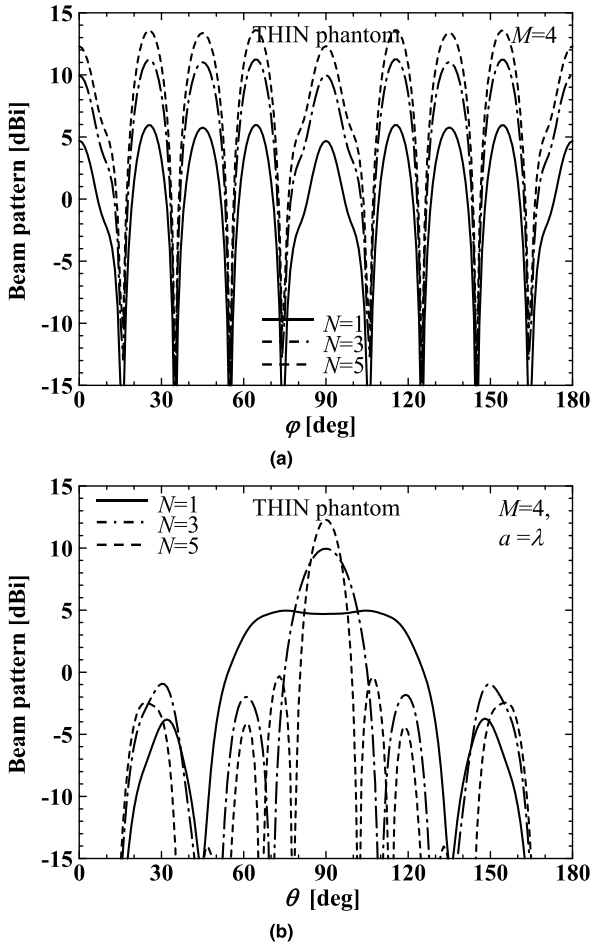 15
10
5
0
-5
-10
-15
Beam pattern [dBi]
THIN phantom
M=4
N=1
N=3
N=5
0 30 60 90 120 150 180
φ [deg]
(a)
15
10
5
0
-5
-10
-15
Beam pattern [dBi]
N=1
N=3
N=5
THIN phantom
M=4,
a =λ
0 30 60 90 120 150 180
θ [deg]
(b)